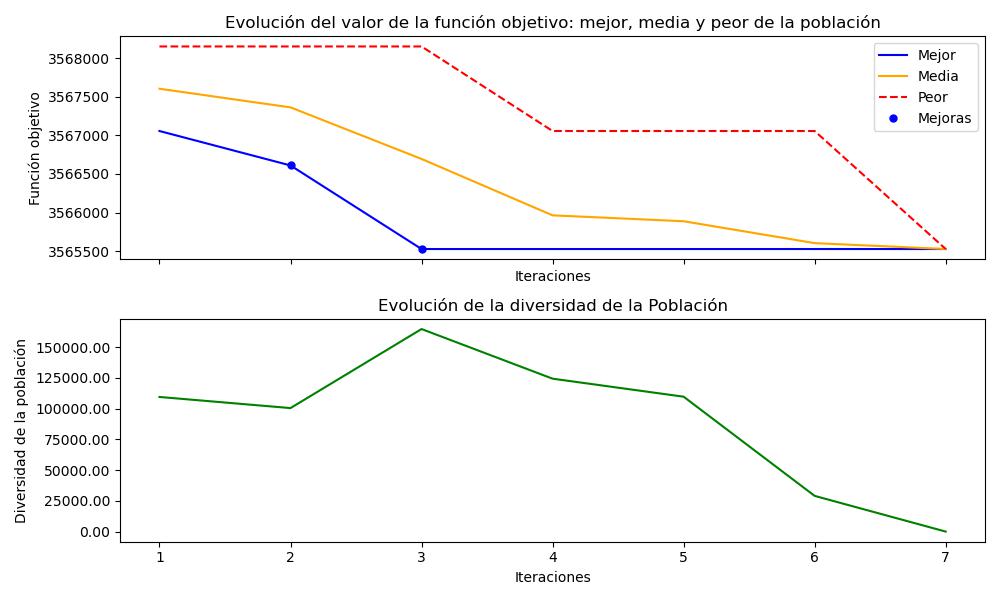 Evolución del valor de la función objetivo: mejor, media y peor de la población
Función objetivo
3568000
3567500
3567000
3566500
3566000
3565500
Mejor
Media
Peor
Mejoras
Iteraciones
Evolución de la diversidad de la Población
Diversidad de la población
150000.00
125000.00
100000.00
75000.00
50000.00
25000.00
0.00
1 2 3 4 5 6 7
Iteraciones